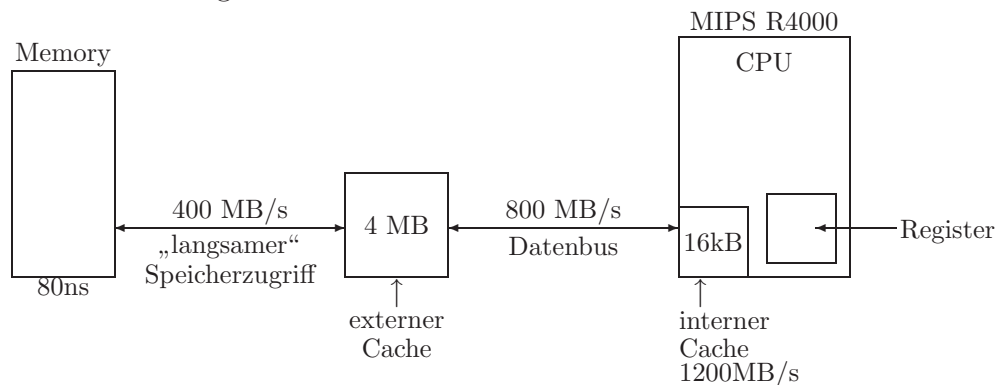 MIPS R4000
Memory
CPU
400 MB/s
„langsamer“
Speicherzugriff
4 MB
800 MB/s
Datenbus
16kB
Register
80ns
externer
Cache
interner
Cache
1200MB/s